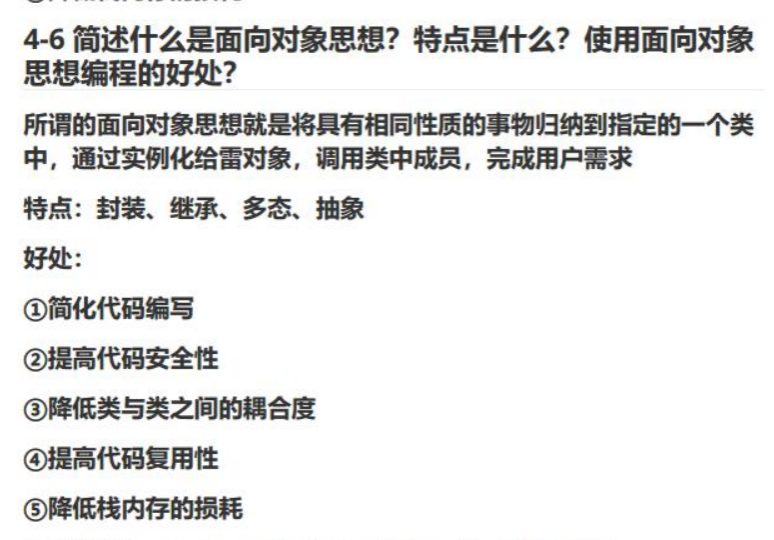 4-6 简述什么是面向对象思想？特点是什么？使用面向对象
思想编程的好处？
所谓的面向对象思想就是将具有相同性质的事物归纳到指定的一个类
中，通过实例化给雷对象，调用类中成员，完成用户需求
特点：封装、继承、多态、抽象
好处：
①简化代码编写
②提高代码安全性
③降低类与类之间的耦合度
④提高代码复用性
⑤降低栈内存的损耗